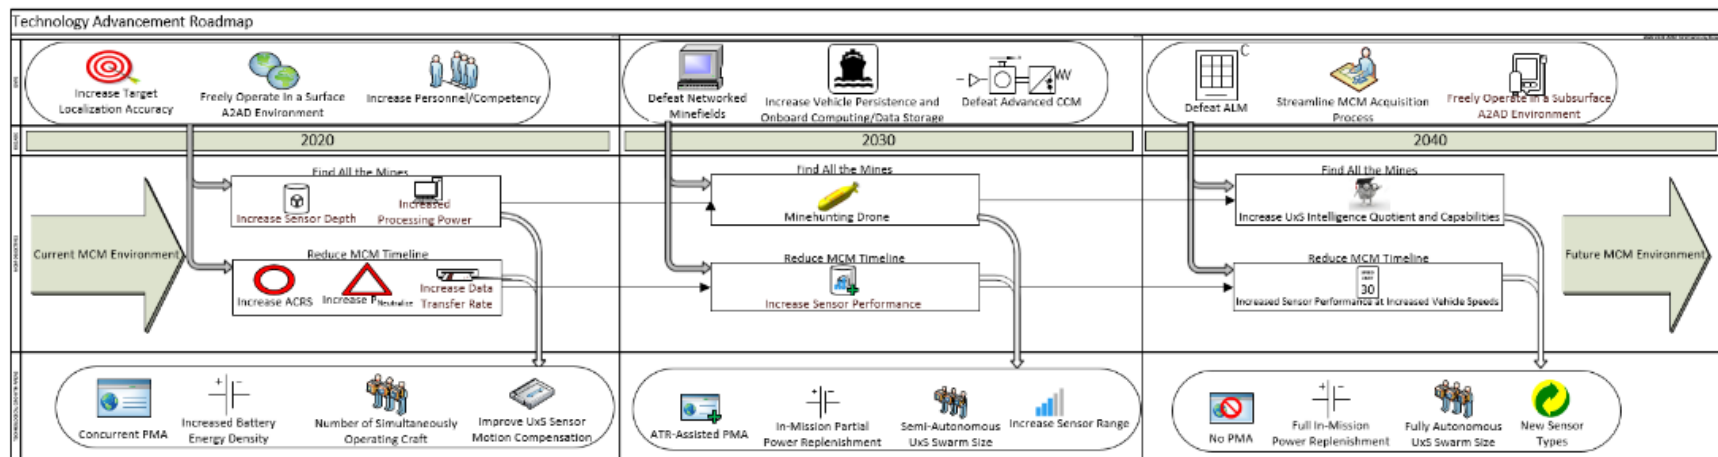 Technology Advancement Roadmap
Increase Target
Localization Accuracy
Freely Operate in a Surface
A2AD Environment
Increase Personnel/Competency
Defeat Networked
Minefields
Increase Vehicle Persistence and
Onboard Computing/Data Storage
Defeat Advanced CCM
C
Defeat ALM
Streamline MCM Acquisition
Process
Freely Operate in a Subsurface
A2AD Environment
2020
2030
2040
Current MCM Environment
Find All the Mines
Increase Sensor Depth
Increased
Processing Power
Reduce MCM Timeline
Increase ACRS
Increase PNeutralize
Increase Data
Transfer Rate
Find All the Mines
Minehunting Drone
Reduce MCM Timeline
Increase Sensor Performance
Find All the Mines
Increase UxS Intelligence Quotient and Capabilities
Reduce MCM Timeline
30
Increased Sensor Performance at Increased Vehicle Speeds
Future MCM Environment
Concurrent PMA
Increased Battery
Energy Density
Number of Simultaneously
Operating Craft
Improve UxS Sensor
Motion Compensation
ATR-Assisted PMA
In-Mission Partial
Power Replenishment
Semi-Autonomous
UxS Swarm Size
Increase Sensor Range
No PMA
Full In-Mission
Power Replenishment
Fully Autonomous
UxS Swarm Size
New Sensor
Types